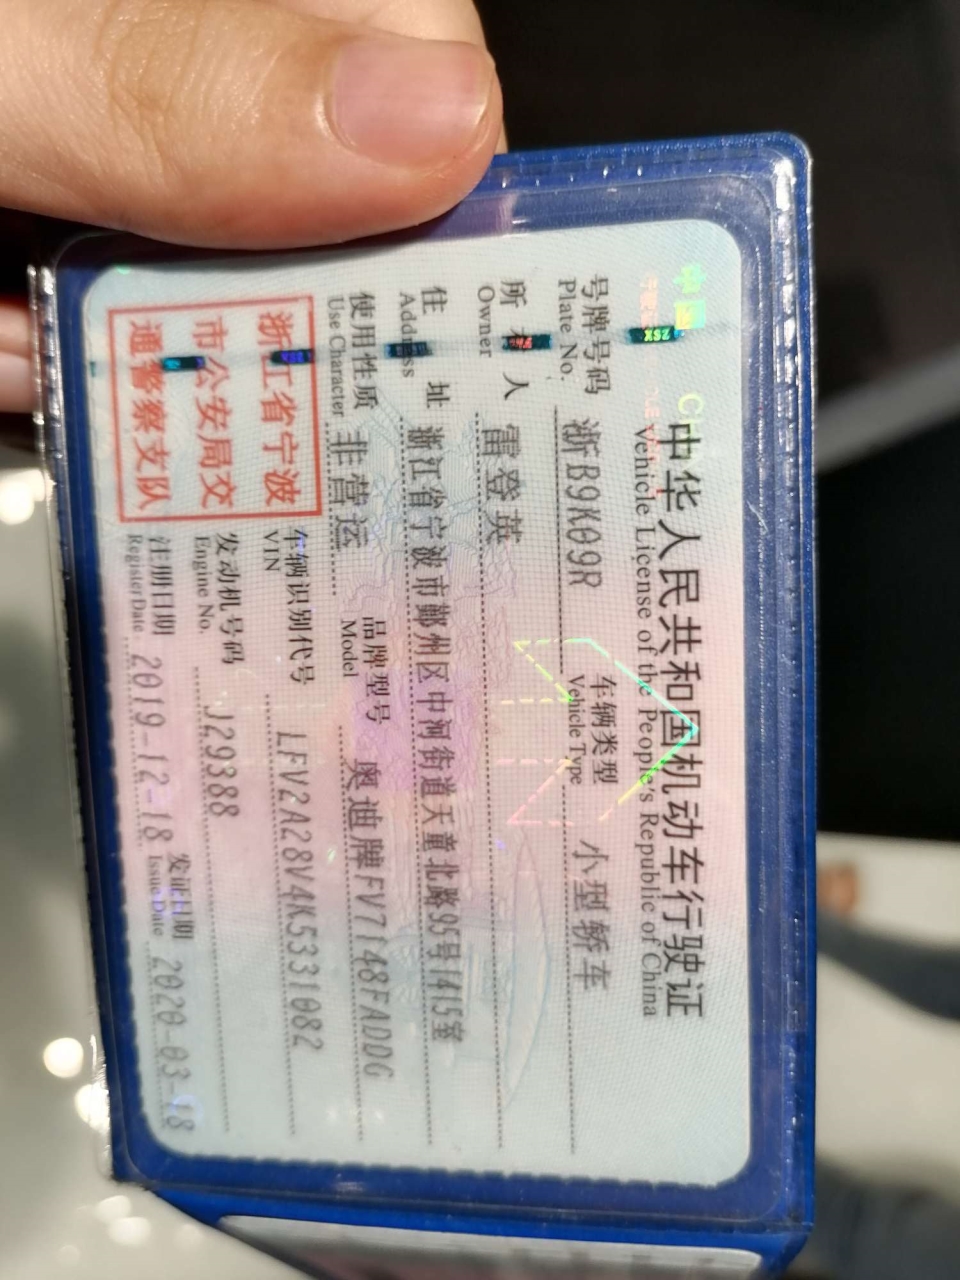 中华人民共和国机动车行驶证
Vehicle License of the People's Republic of China
号牌号码 浙B9K09R 车辆类型 小型轿车
Plate No. Vehicle Type
所有人 雷登英
Owner
住址 浙江省宁波市鄞州区中河街道天童北路95号1415室
Address
使用性质 非营运 品牌型号 奥迪牌FV7148FADDG
Use Character Model
浙江省宁波
市公安局交
通警察支队
车辆识别代号 LFV2A28V4K5331082
VIN
发动机号码 J29388
Engine No.
注册日期 2019-12-18 发证日期 2020-03-18
Register Date Issue Date